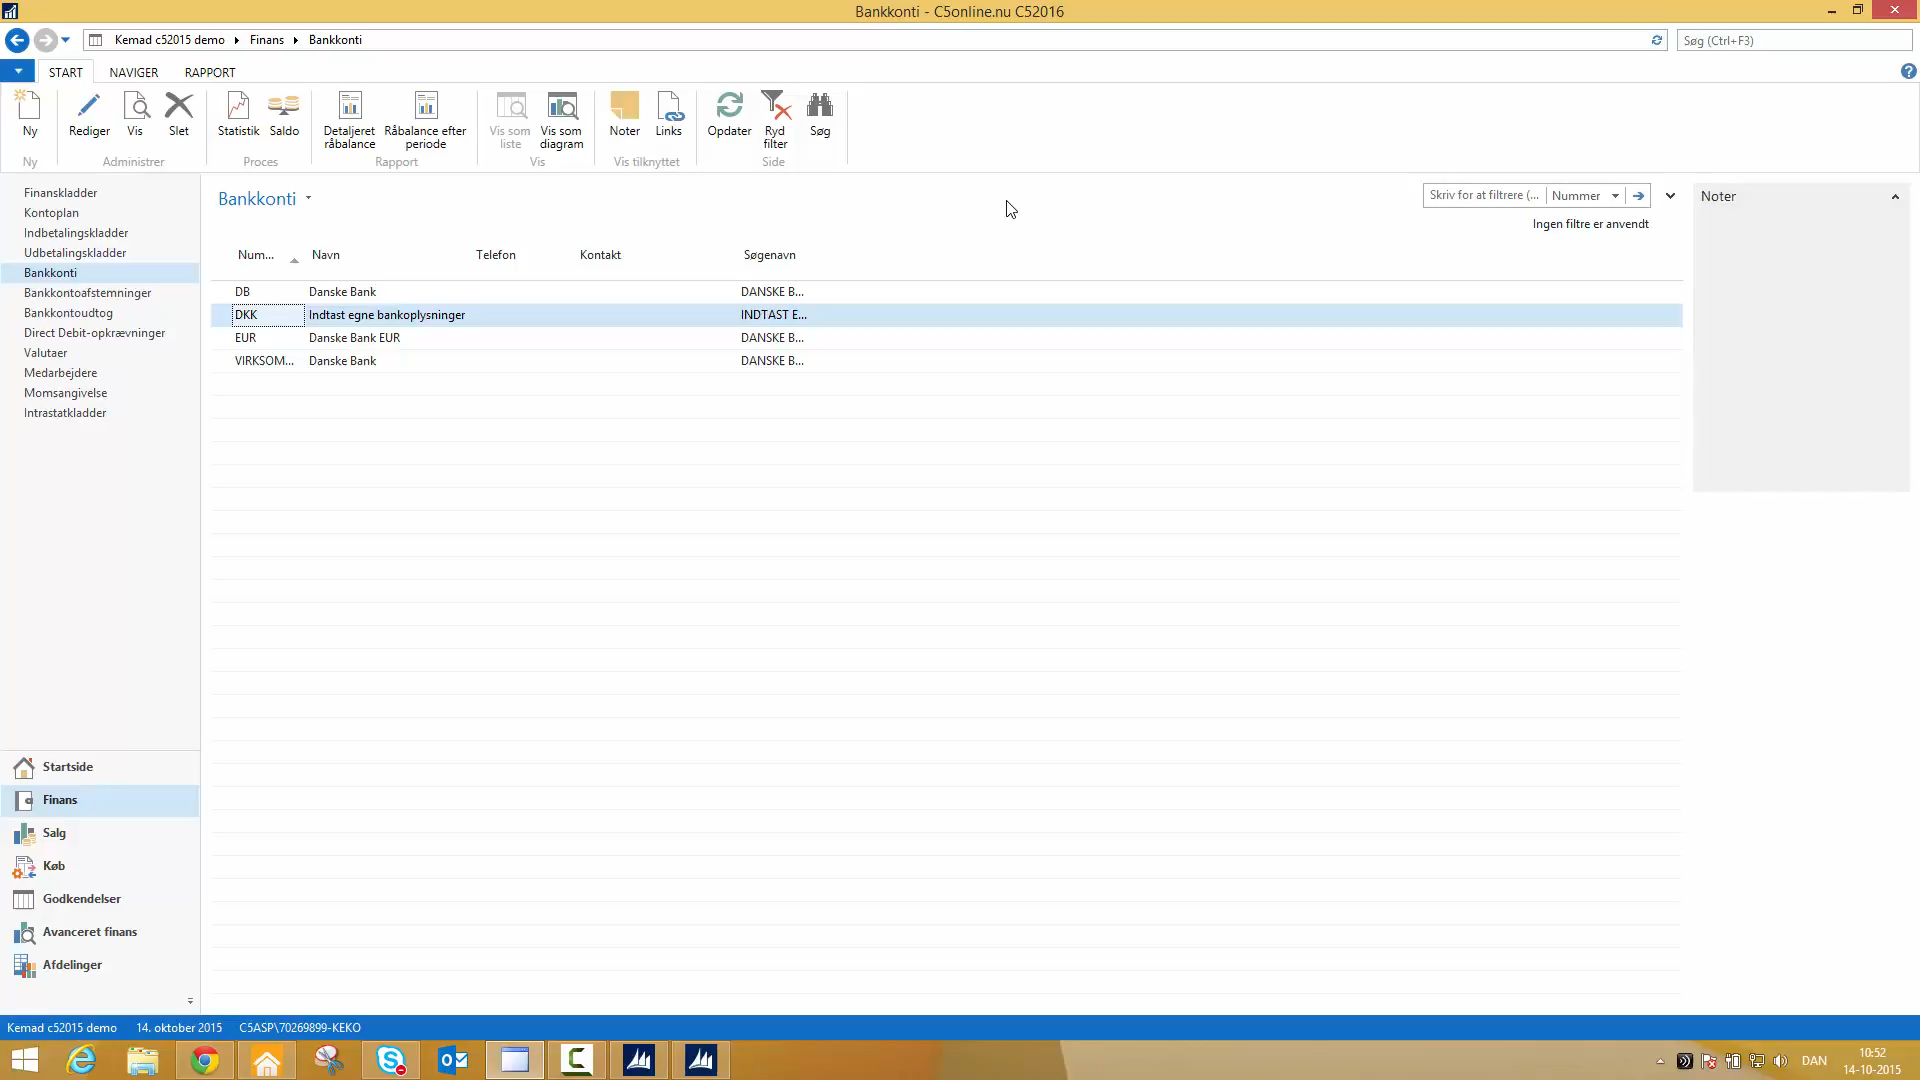 Bankkonti - C5online.nu C52016
Kemad c52015 demo Finans Bankkonti
Søg (Ctrl+F3)
START NAVIGER RAPPORT
Ny Rediger Vis Slet Statistik Saldo Detaljeret råbalance Råbalance efter periode Vis som liste Vis som diagram Noter Links Opdater Ryd filter Søg
Ny Administrer Proces Rapport Vis Vis tilknyttet Side
Finanskladder
Kontoplan
Indbetalingskladder
Udbetalingskladder
Bankkonti
Bankkontoafstemninger
Bankkontoudtog
Direct Debit-opkrævninger
Valutaer
Medarbejdere
Momsangivelse
Intrastatkladder
Startside
Finans
Salg
Køb
Godkendelser
Avanceret finans
Afdelinger
Bankkonti
Skriv for at filtrere (... Nummer
Ingen filtre er anvendt
Num... Navn Telefon Kontakt Søgenavn
DB Danske Bank DANSKE B...
DKK Indtast egne bankoplysninger INDTAST E...
EUR Danske Bank EUR DANSKE B...
VIRKSOM... Danske Bank DANSKE B...
Noter
Kemad c52015 demo 14. oktober 2015 C5ASP\70269899-KEKO
DAN
10:52
14-10-2015